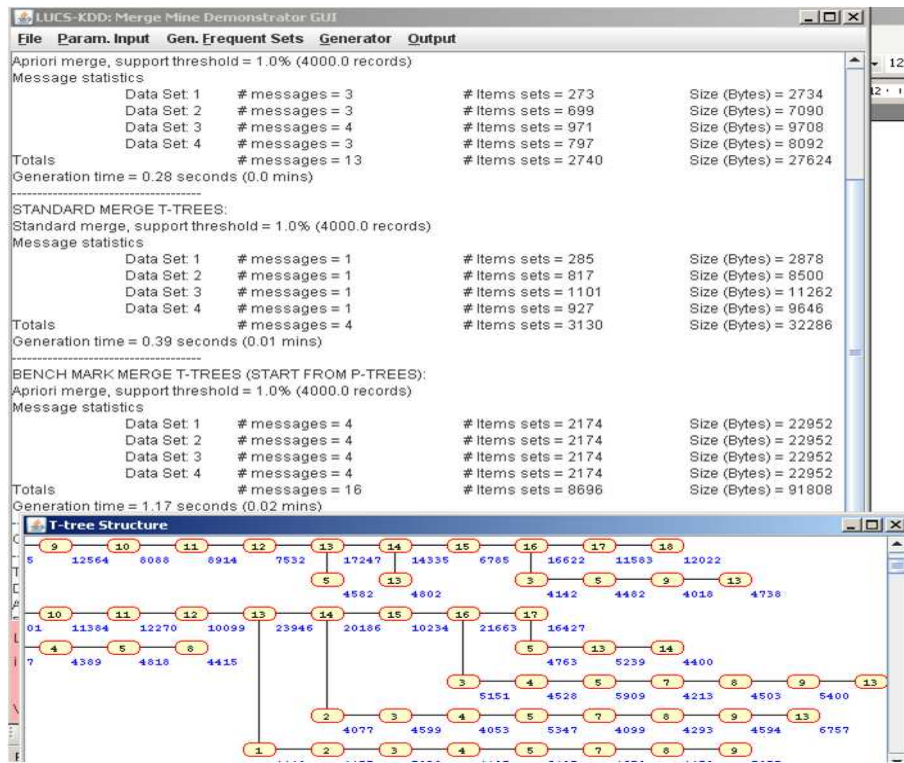 LUCS-KDD: Merge Mine Demonstrator GUI
File Param. Input Gen. Frequent Sets Generator Output
12
Apriori merge, support threshold = 1.0% (4000.0 records)
Message statistics
Data Set: 1 # messages = 3 # Items sets = 273 Size (Bytes) = 2734
Data Set: 2 # messages = 3 # Items sets = 699 Size (Bytes) = 7090
Data Set: 3 # messages = 4 # Items sets = 971 Size (Bytes) = 9708
Data Set: 4 # messages = 3 # Items sets = 797 Size (Bytes) = 8092
Totals # messages = 13 # Items sets = 2740 Size (Bytes) = 27624
Generation time = 0.28 seconds (0.0 mins)
-------------------------------------
STANDARD MERGE T-TREES:
Standard merge, support threshold = 1.0% (4000.0 records)
Message statistics
Data Set: 1 # messages = 1 # Items sets = 285 Size (Bytes) = 2878
Data Set: 2 # messages = 1 # Items sets = 817 Size (Bytes) = 8500
Data Set: 3 # messages = 1 # Items sets = 1101 Size (Bytes) = 11262
Data Set: 4 # messages = 1 # Items sets = 927 Size (Bytes) = 9646
Totals # messages = 4 # Items sets = 3130 Size (Bytes) = 32286
Generation time = 0.39 seconds (0.01 mins)
-------------------------------------
BENCH MARK MERGE T-TREES (START FROM P-TREES):
Apriori merge, support threshold = 1.0% (4000.0 records)
Message statistics
Data Set: 1 # messages = 4 # Items sets = 2174 Size (Bytes) = 22952
Data Set: 2 # messages = 4 # Items sets = 2174 Size (Bytes) = 22952
Data Set: 3 # messages = 4 # Items sets = 2174 Size (Bytes) = 22952
Data Set: 4 # messages = 4 # Items sets = 2174 Size (Bytes) = 22952
Totals # messages = 16 # Items sets = 8696 Size (Bytes) = 91808
Generation time = 1.17 seconds (0.02 mins)
T-tree Structure
9 10 11 12 13 14 15 16 17 18
5 12564 8088 8914 7532 17247 14335 6785 16622 11583 12022
5 13 3 5 9 13
4582 4802 4142 4482 4018 4738
10 11 12 13 14 15 16 17
01 11384 12270 10099 23946 20186 10234 21663 16427
4 5 8 5 13 14
7 4389 4818 4415 4763 5239 4400
3 4 5 7 8 9 13
5151 4528 5909 4213 4503 5400
2 3 4 5 7 8 9 13
4077 4599 4053 5347 4099 4293 4594 6757
1 2 3 4 5 7 8 9